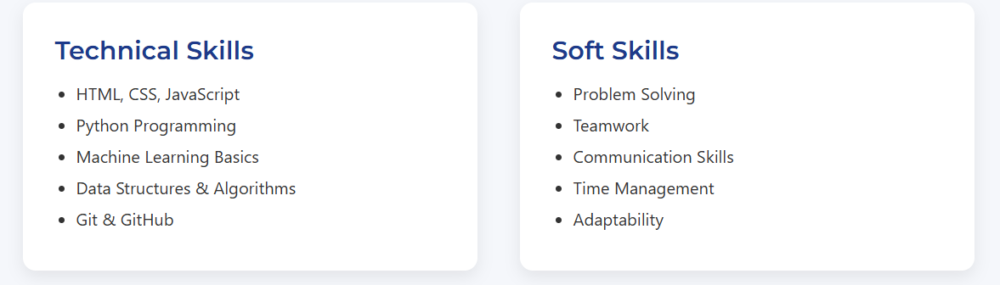 Technical Skills
HTML, CSS, JavaScript
Python Programming
Machine Learning Basics
Data Structures & Algorithms
Git & GitHub
Soft Skills
Problem Solving
Teamwork
Communication Skills
Time Management
Adaptability